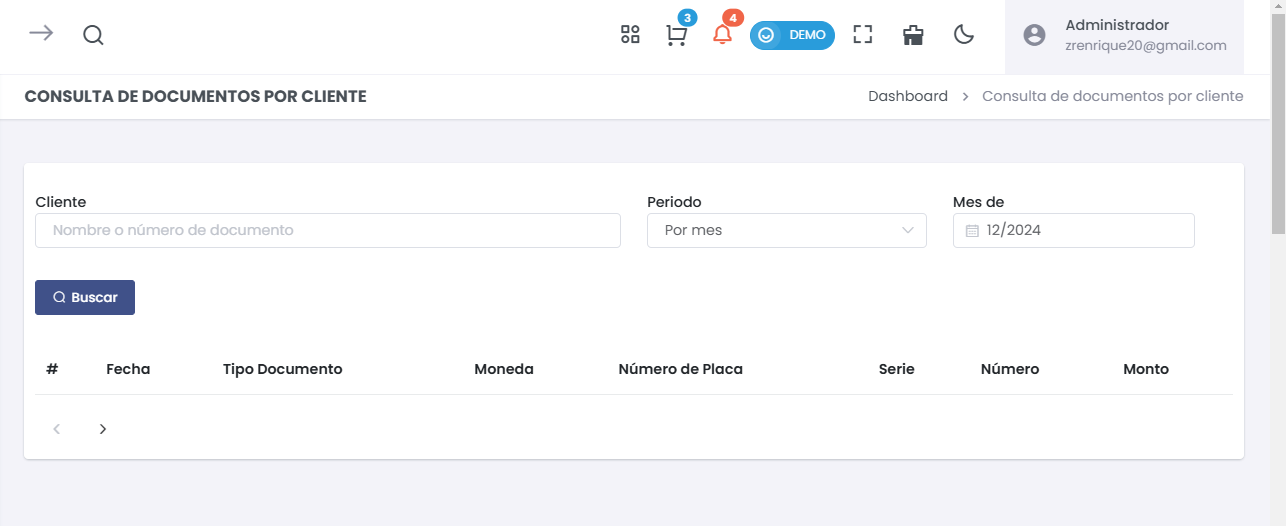 3
4
DEMO
Administrador
zrenrique20@gmail.com
CONSULTA DE DOCUMENTOS POR CLIENTE
Dashboard > Consulta de documentos por cliente
Cliente
Periodo
Mes de
Nombre o número de documento
Por mes
12/2024
Buscar
# Fecha Tipo Documento Moneda Número de Placa Serie Número Monto